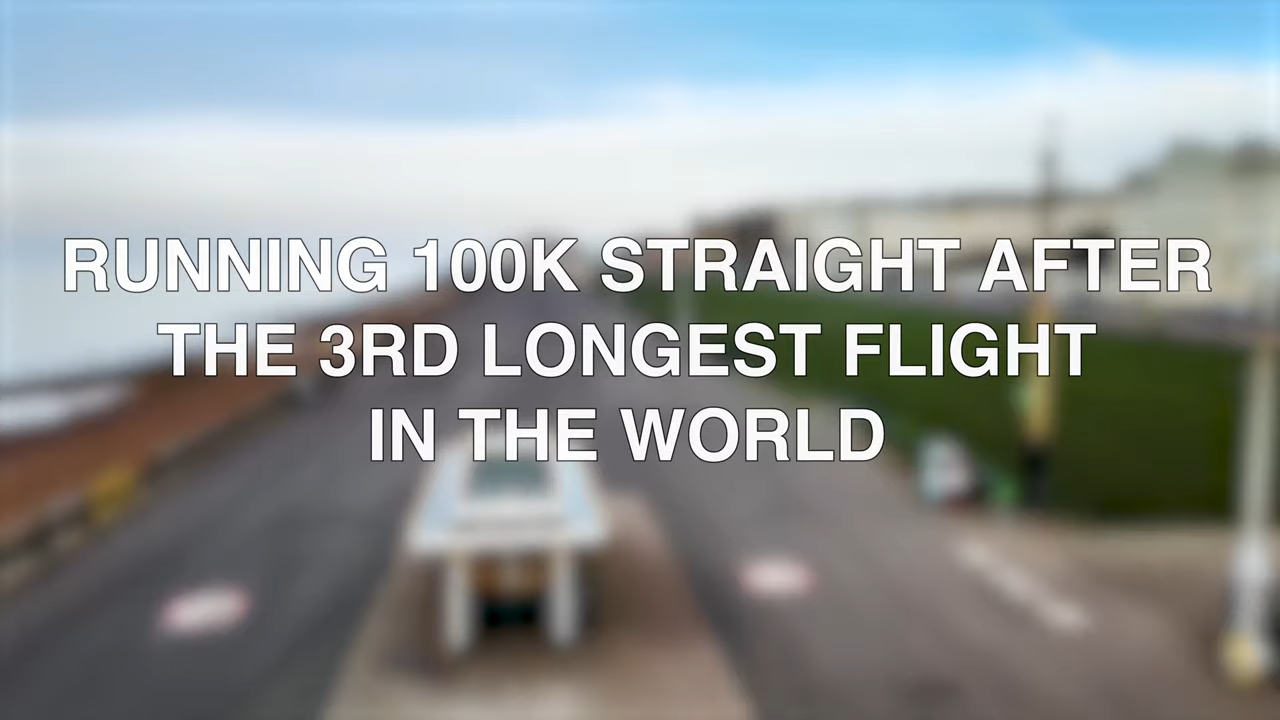 RUNNING 100K STRAIGHT AFTER
THE 3RD LONGEST FLIGHT
IN THE WORLD